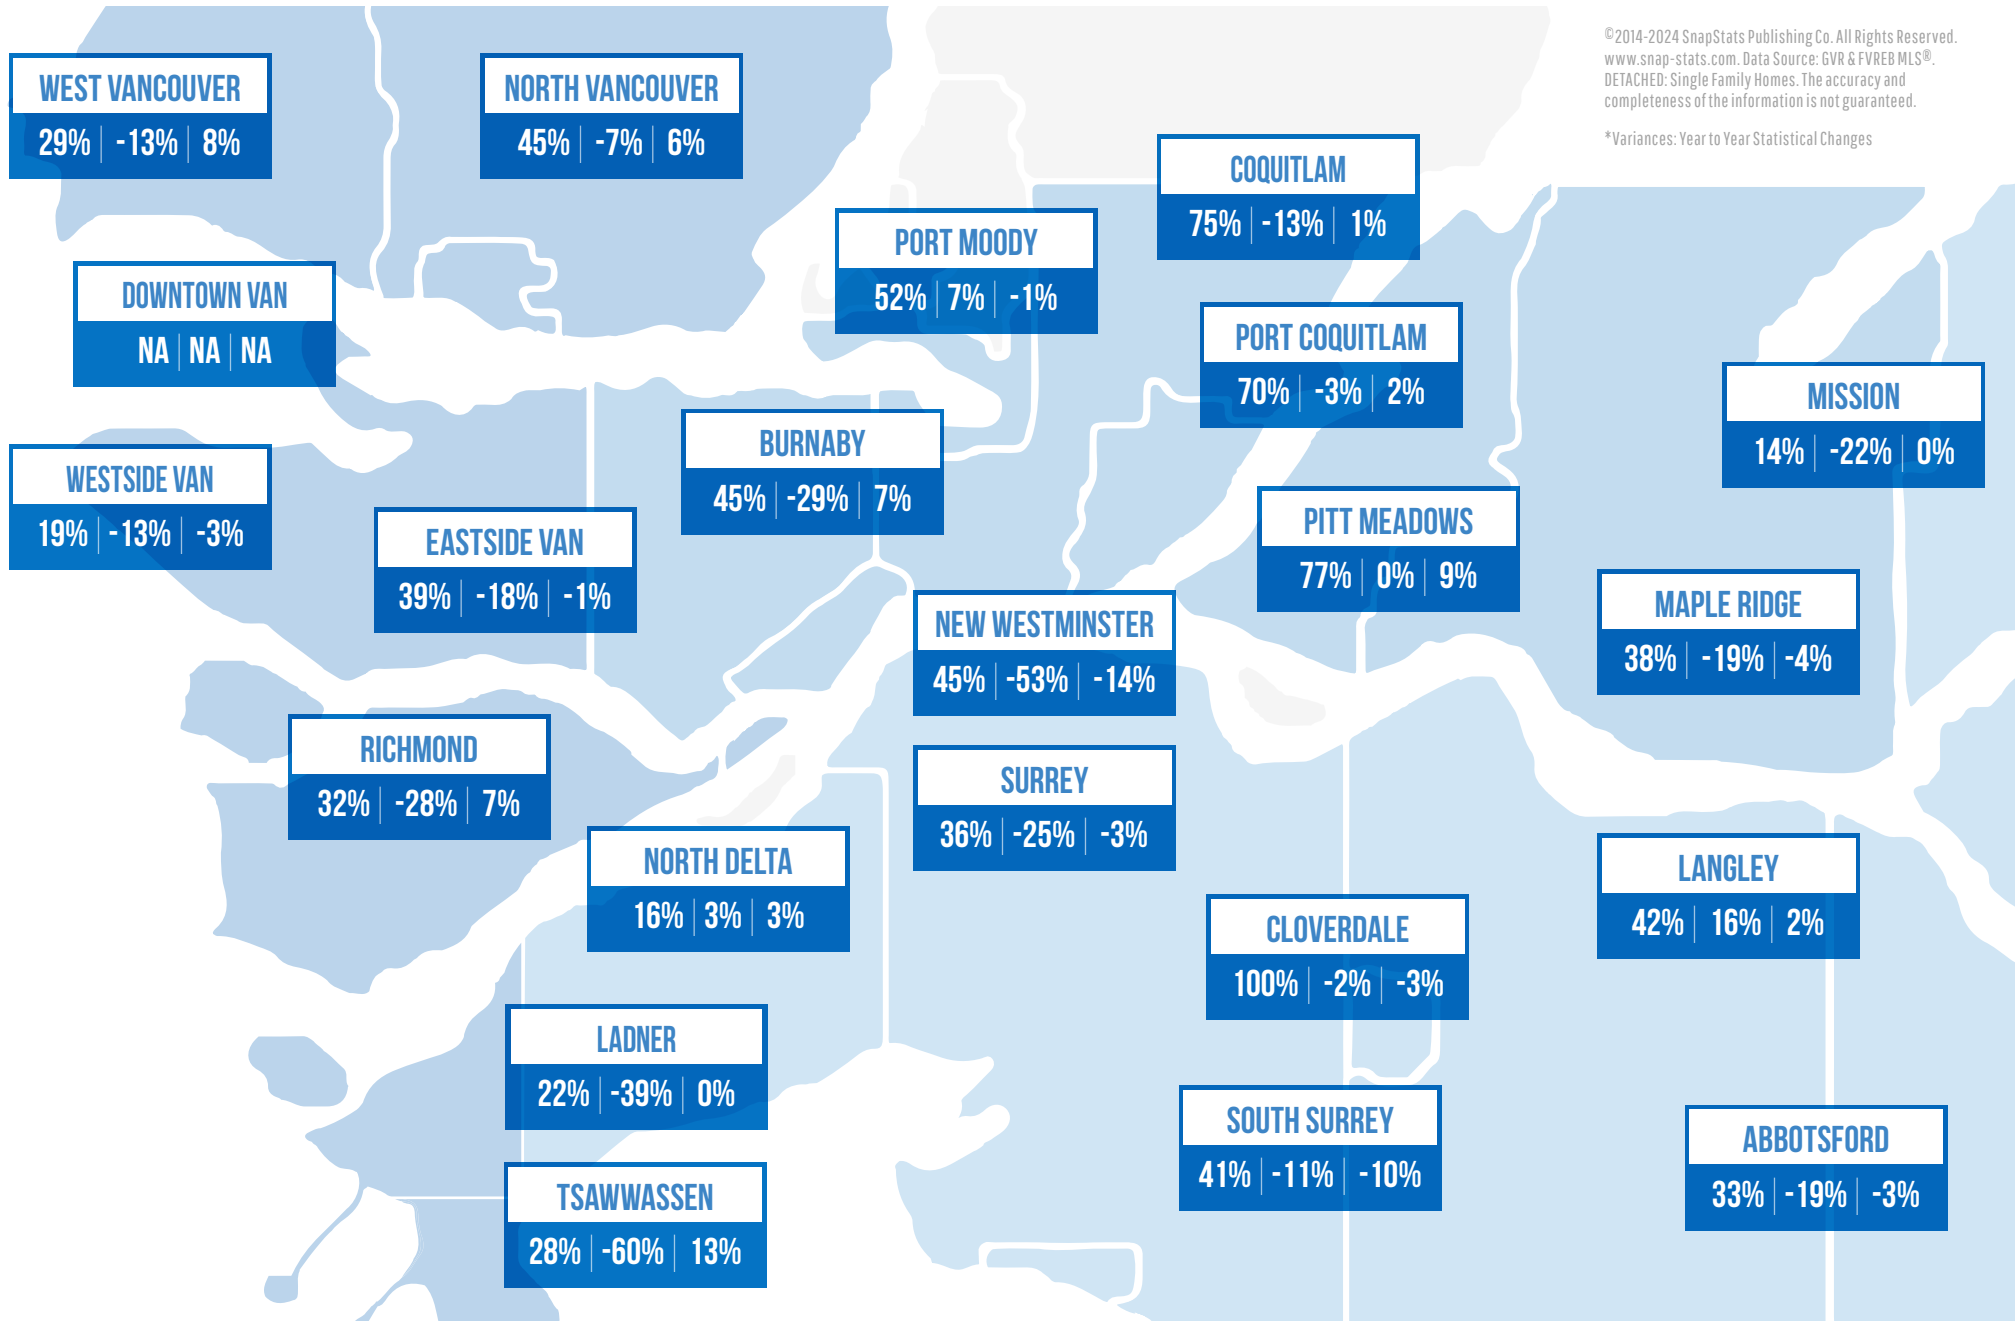 ©2014-2024 SnapStats Publishing Co. All Rights Reserved.
www.snap-stats.com. Data Source: GVR & FVREB MLS®.
DETACHED: Single Family Homes. The accuracy and
completeness of the information is not guaranteed.
*Variances: Year to Year Statistical Changes
WEST VANCOUVER
29% | -13% | 8%
NORTH VANCOUVER
45% | -7% | 6%
COQUITLAM
75% | -13% | 1%
PORT MOODY
52% | 7% | -1%
DOWNTOWN VAN
NA | NA | NA
PORT COQUITLAM
70% | -3% | 2%
MISSION
14% | -22% | 0%
BURNABY
45% | -29% | 7%
WESTSIDE VAN
19% | -13% | -3%
EASTSIDE VAN
39% | -18% | -1%
PITT MEADOWS
77% | 0% | 9%
MAPLE RIDGE
38% | -19% | -4%
NEW WESTMINSTER
45% | -53% | -14%
RICHMOND
32% | -28% | 7%
SURREY
36% | -25% | -3%
NORTH DELTA
16% | 3% | 3%
LANGLEY
42% | 16% | 2%
CLOVERDALE
100% | -2% | -3%
LADNER
22% | -39% | 0%
SOUTH SURREY
41% | -11% | -10%
ABBOTSFORD
33% | -19% | -3%
TSAWWASSEN
28% | -60% | 13%